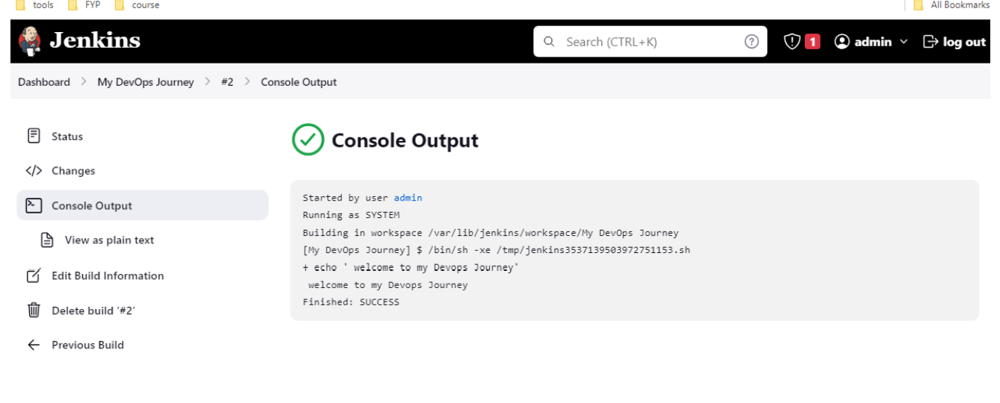 tools FYP course All Bookmarks
Jenkins Search (CTRL+K) 1 admin log out
Dashboard > My DevOps Journey > #2 > Console Output
Status
Changes
Console Output
View as plain text
Edit Build Information
Delete build ‘#2’
Previous Build
Console Output
Started by user admin
Running as SYSTEM
Building in workspace /var/lib/jenkins/workspace/My DevOps Journey
[My DevOps Journey] $ /bin/sh -xe /tmp/jenkins3537139503972751153.sh
+ echo ' welcome to my Devops Journey'
 welcome to my Devops Journey
Finished: SUCCESS